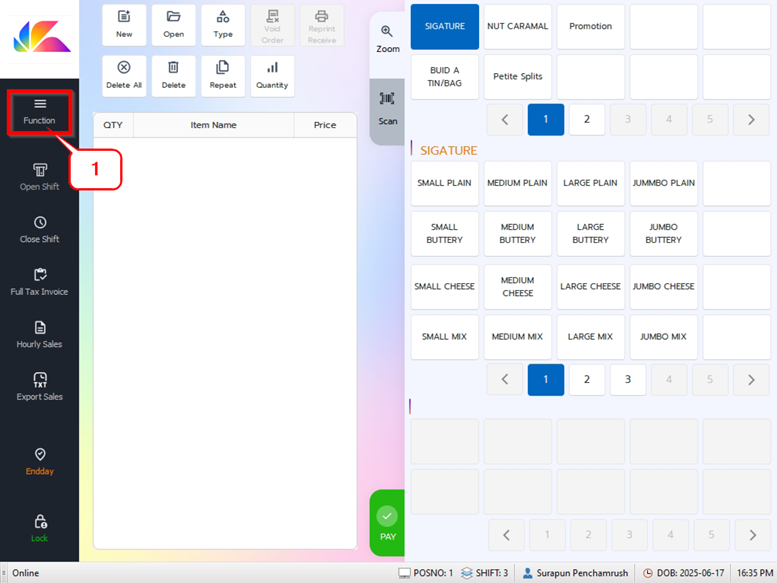 New
Open
Type
Void
Order
Reprint
Receive
Delete All
Delete
Repeat
Quantity
Function
1
Open Shift
Close Shift
Full Tax Invoice
Hourly Sales
TXT
Export Sales
Endday
Lock
QTY
Item Name
Price
Zoom
Scan
PAY
SIGATURE
NUT CARAMAL
Promotion
BUID A
TIN/BAG
Petite Splits
1 2 3 4 5
SIGATURE
SMALL PLAIN
MEDIUM PLAIN
LARGE PLAIN
JUMMBO PLAIN
SMALL
BUTTERY
MEDIUM
BUTTERY
LARGE
BUTTERY
JUMBO
BUTTERY
SMALL CHEESE
MEDIUM
CHEESE
LARGE CHEESE
JUMBO CHEESE
SMALL MIX
MEDIUM MIX
LARGE MIX
JUMBO MIX
1 2 3 4 5
1 2 3 4 5
Online
POSNO: 1
SHIFT: 3
Surapun Penchamrush
DOB: 2025-06-17
16:35 PM